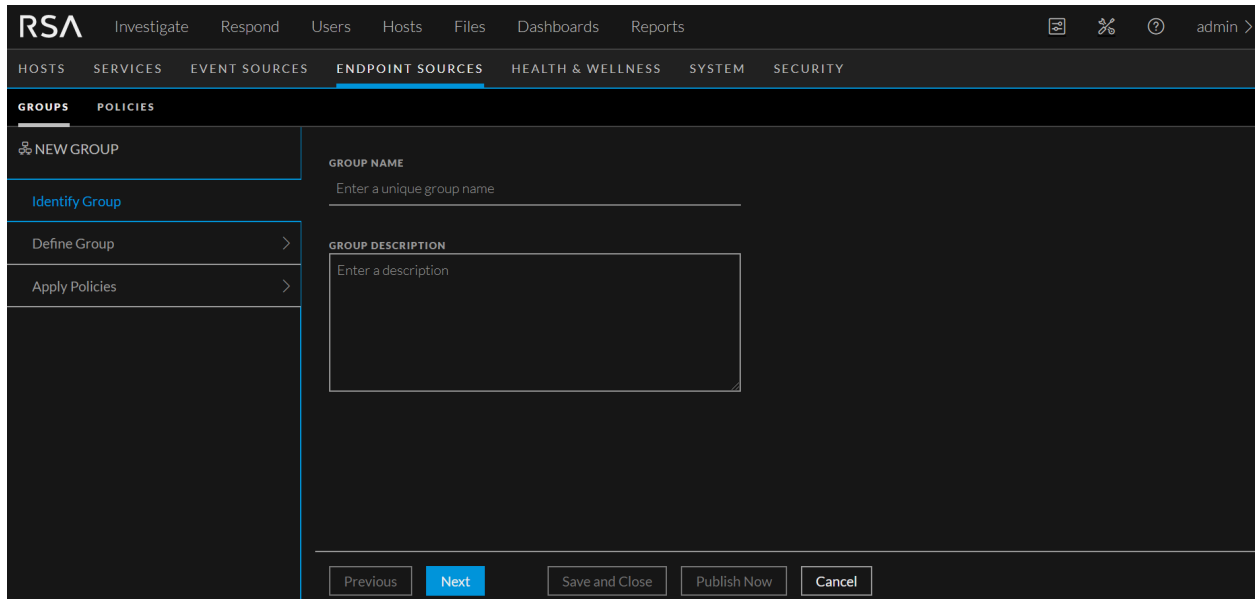 RSA Investigate Respond Users Hosts Files Dashboards Reports admin
HOSTS SERVICES EVENT SOURCES ENDPOINT SOURCES HEALTH & WELLNESS SYSTEM SECURITY
GROUPS POLICIES
NEW GROUP
Identify Group
Define Group
Apply Policies
GROUP NAME
Enter a unique group name
GROUP DESCRIPTION
Enter a description
Previous Next Save and Close Publish Now Cancel